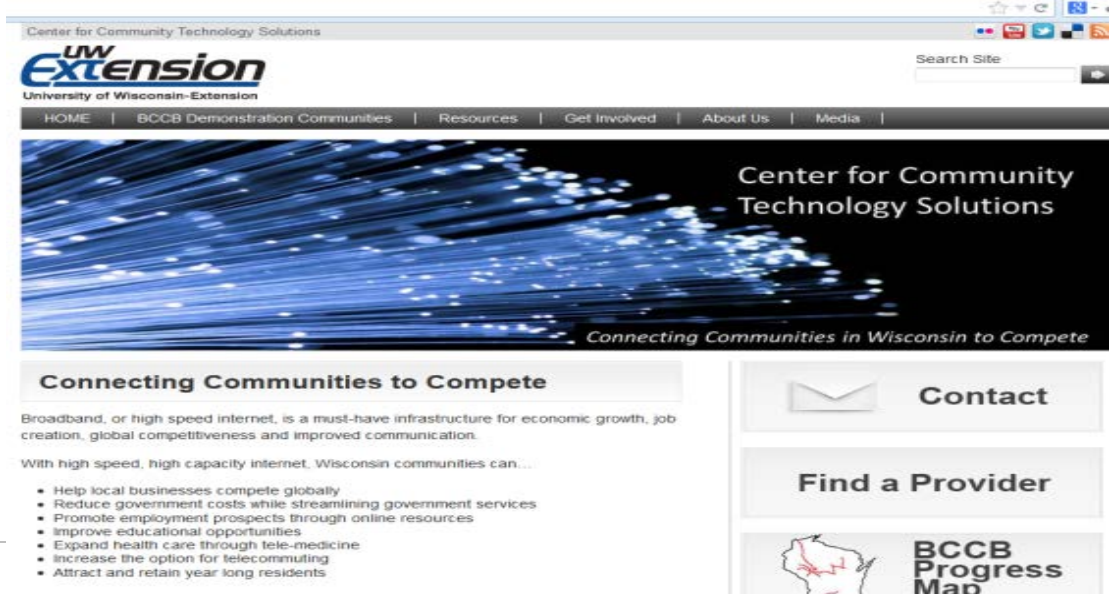 Center for Community Technology Solutions
UW
Extension
University of Wisconsin-Extension
Search Site
HOME | BCCB Demonstration Communities | Resources | Get Involved | About Us | Media |
Center for Community
Technology Solutions
Connecting Communities in Wisconsin to Compete
Connecting Communities to Compete
Broadband, or high speed internet, is a must-have infrastructure for economic growth, job
creation, global competitiveness and improved communication.
With high speed, high capacity internet, Wisconsin communities can...
• Help local businesses compete globally
• Reduce government costs while streamlining government services
• Promote employment prospects through online resources
• Improve educational opportunities
• Expand health care through tele-medicine
• Increase the option for telecommuting
• Attract and retain year long residents
Contact
Find a Provider
BCCB
Progress
Map